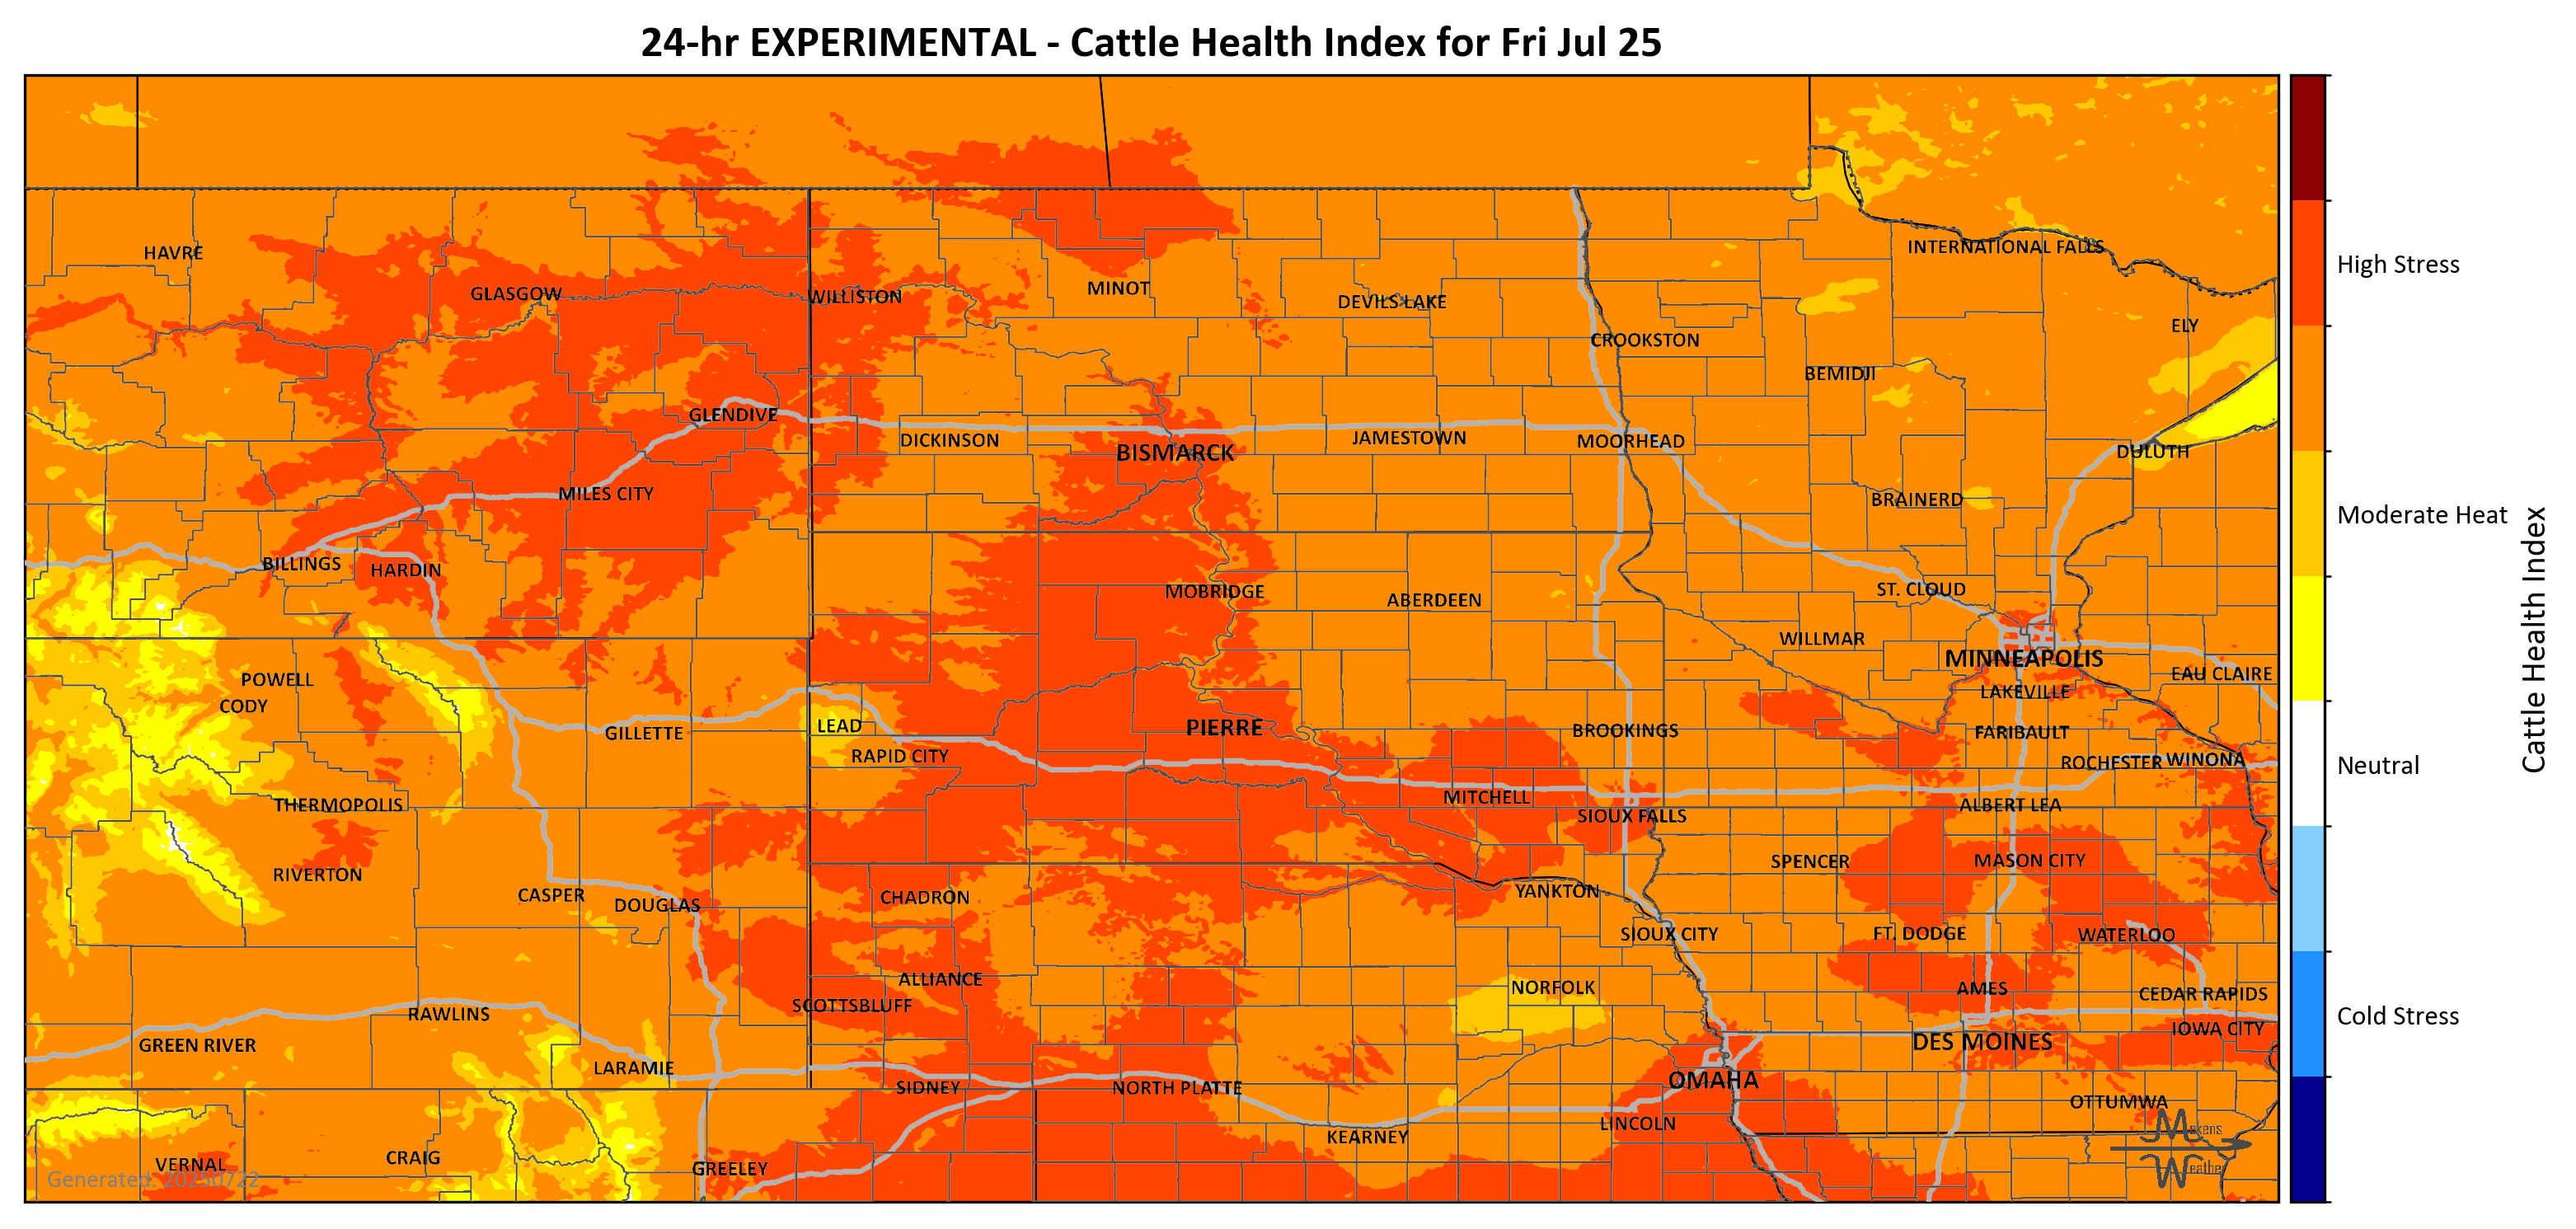 24-hr EXPERIMENTAL - Cattle Health Index for Fri Jul 25
HAVRE
INTERNATIONAL FALLS
GLASGOW
WILLISTON
MINOT
DEVILS LAKE
ELY
CROOKSTON
BEMIDJI
GLENDIVE
DICKINSON
BISMARCK
JAMESTOWN
MOORHEAD
DULUTH
MILES CITY
BRAINERD
BILLINGS
HARDIN
MOBRIDGE
ABERDEEN
ST. CLOUD
WILLMAR
MINNEAPOLIS
POWELL
EAU CLAIRE
CODY
LAKEVILLE
LEAD
PIERRE
GILLETTE
BROOKINGS
FARIBAULT
RAPID CITY
ROCHESTER
WINONA
THERMOPOLIS
MITCHELL
ALBERT LEA
SIOUX FALLS
RIVERTON
SPENCER
MASON CITY
CASPER
DOUGLAS
CHADRON
YANKTON
SIOUX CITY
FT. DODGE
WATERLOO
ALLIANCE
NORFOLK
AMES
CEDAR RAPIDS
SCOTTSBLUFF
RAWLINS
GREEN RIVER
IOWA CITY
DES MOINES
LARAMIE
SIDNEY
NORTH PLATTE
OMAHA
OTTUMWA
LINCOLN
KEARNEY
VERNAL
CRAIG
GREELEY
Generated: 20250722
Makens
Weather
High Stress
Moderate Heat
Neutral
Cold Stress
Cattle Health Index